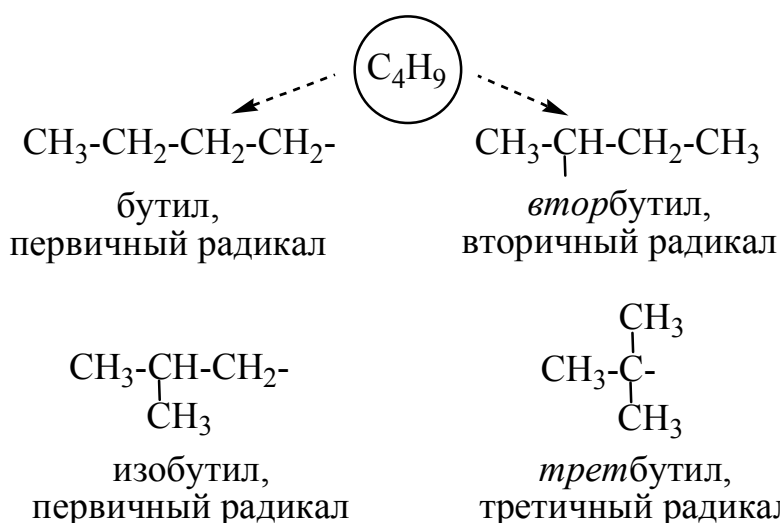 C₄H₉
CH₃-CH₂-CH₂-CH₂-
бутил,
первичный радикал
CH₃-CH-CH₂-CH₃
вторбутил,
вторичный радикал
CH₃-CH-CH₂-
CH₃
изобутил,
первичный радикал
CH₃
CH₃-C-
CH₃
третбутил,
третичный радикал